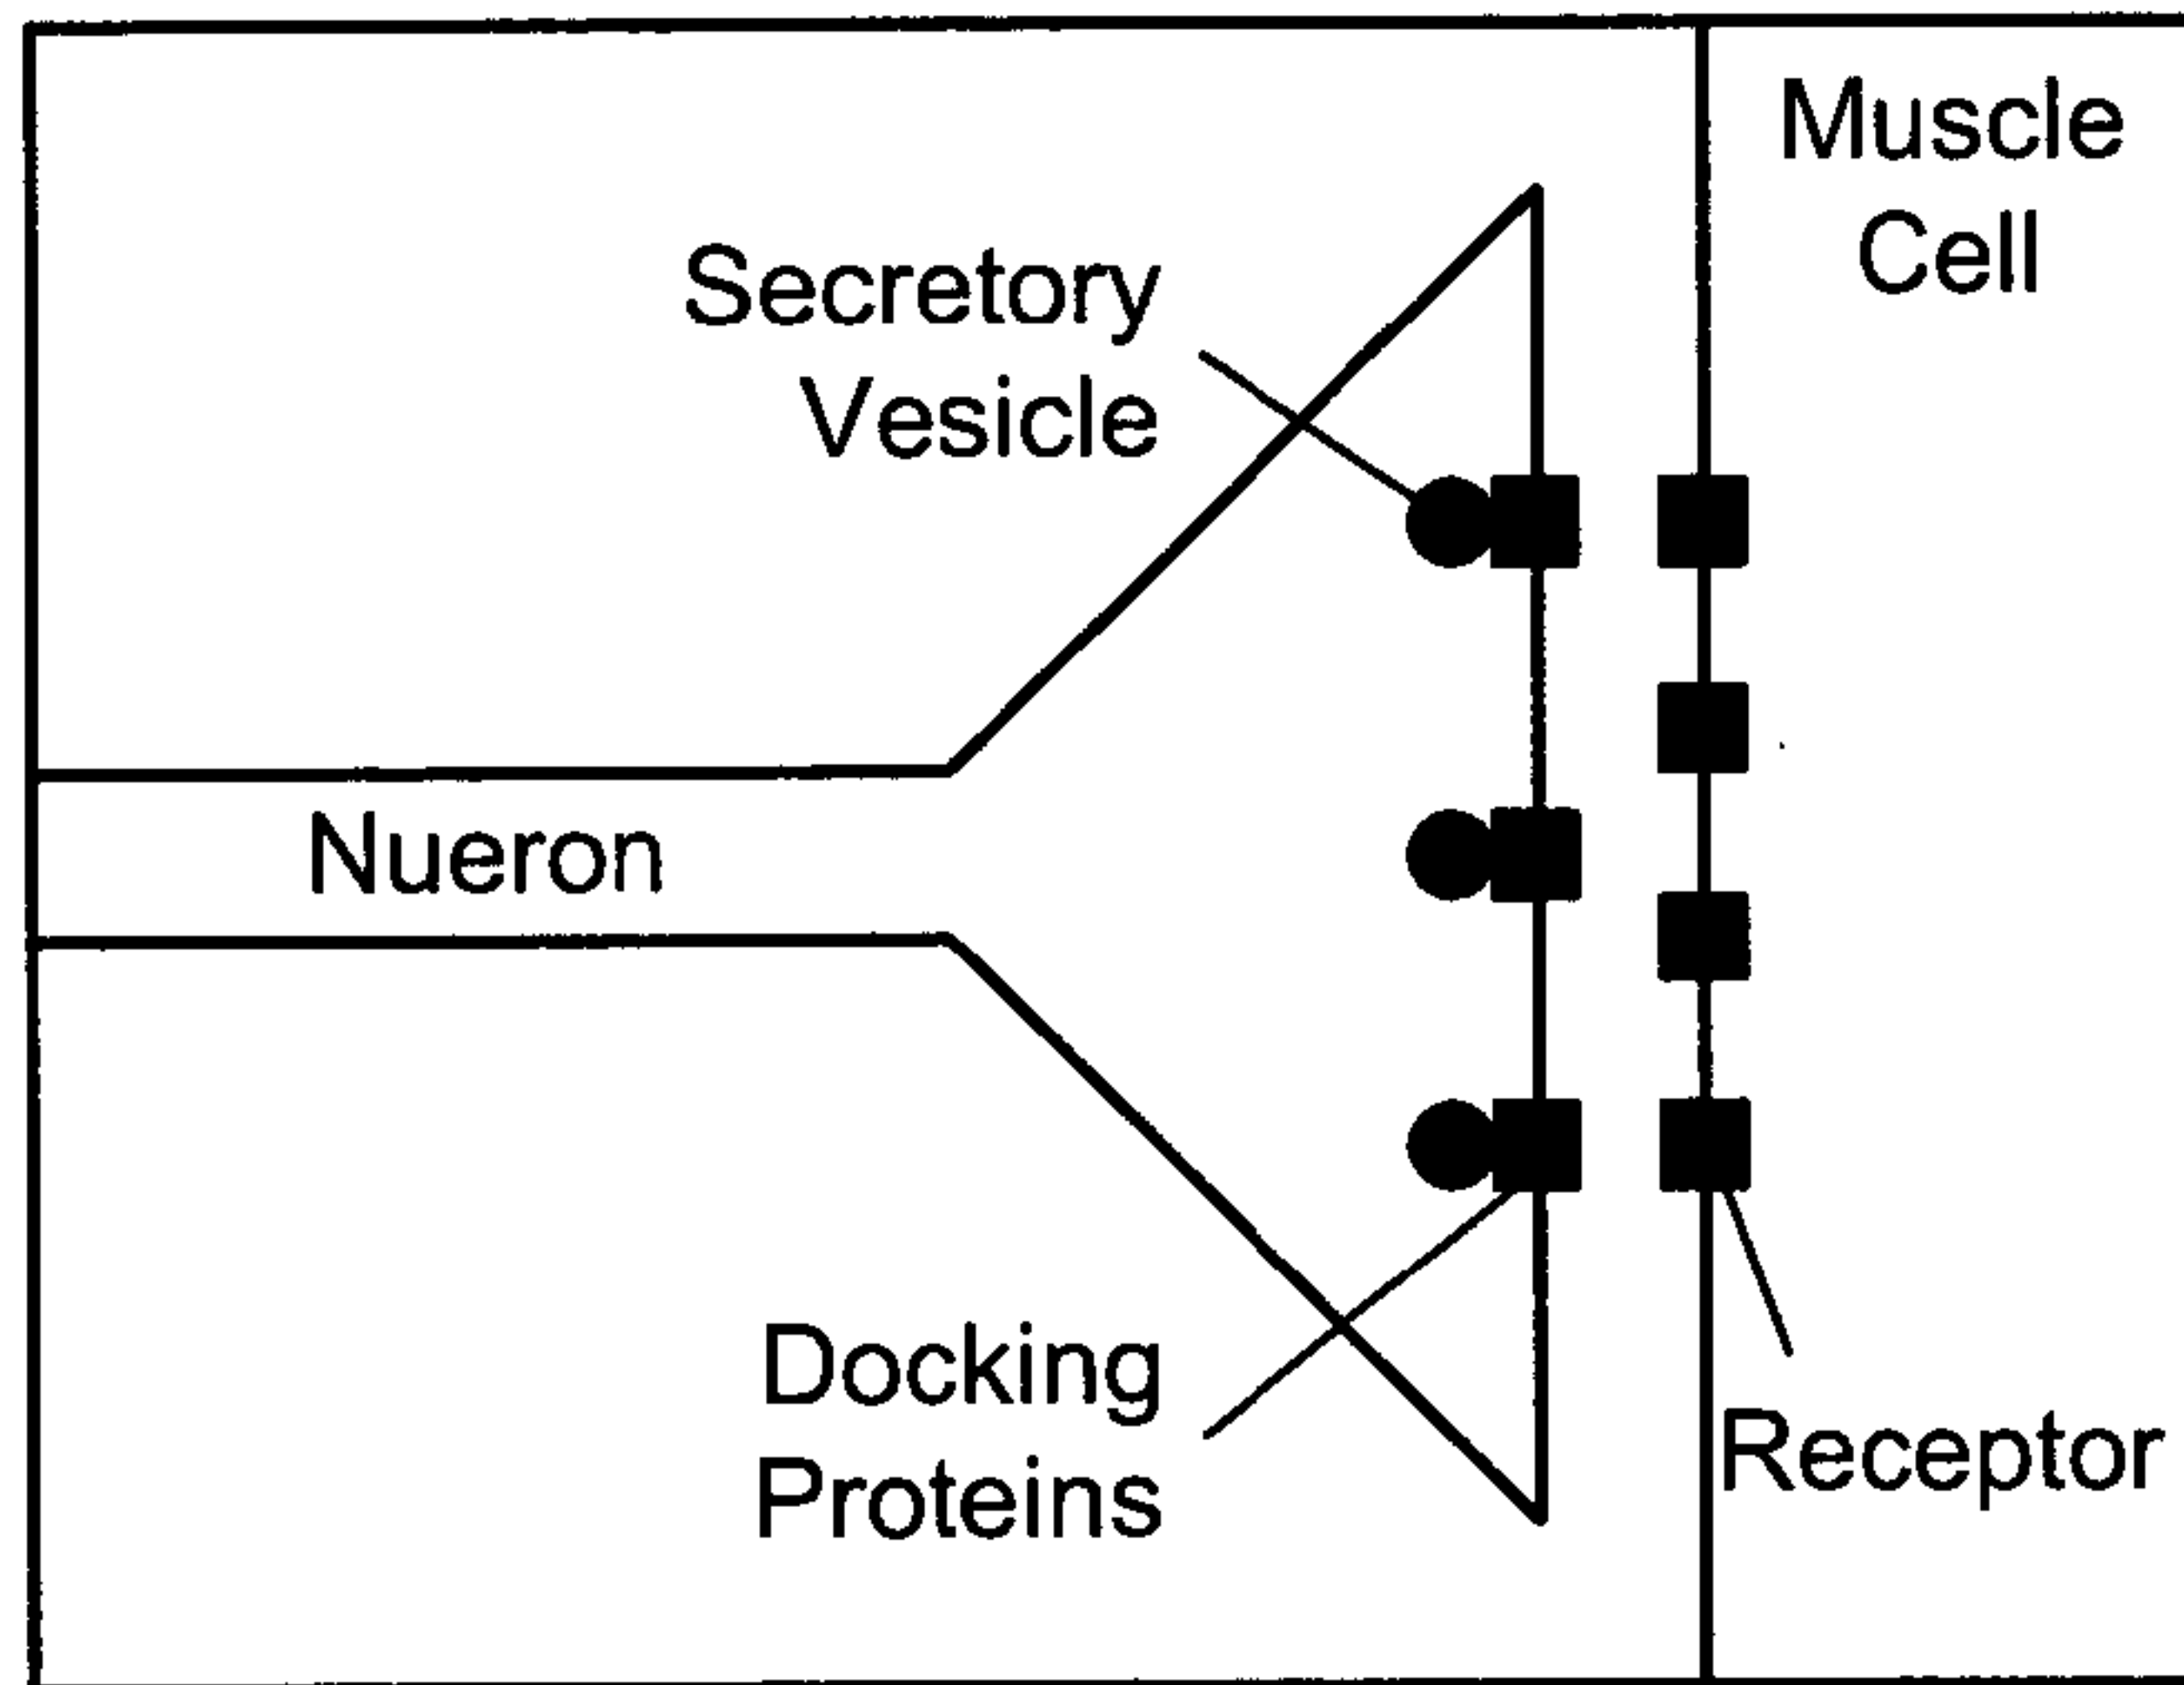 Muscle
Cell
Secretory
Vesicle
Nueron
Docking
Proteins
Receptor